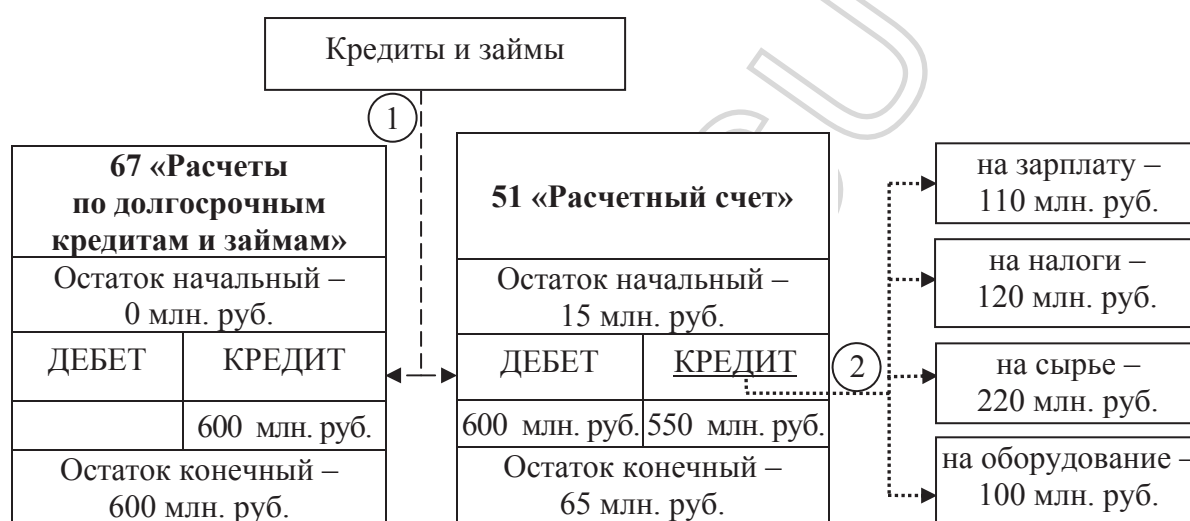 Кредиты и займы
1
67 «Расчеты
по долгосрочным
кредитам и займам»
Остаток начальный –
0 млн. руб.
ДЕБЕТ
КРЕДИТ
600 млн. руб.
Остаток конечный –
600 млн. руб.
51 «Расчетный счет»
Остаток начальный –
15 млн. руб.
ДЕБЕТ
КРЕДИТ
600 млн. руб.
550 млн. руб.
Остаток конечный –
65 млн. руб.
2
на зарплату –
110 млн. руб.
на налоги –
120 млн. руб.
на сырье –
220 млн. руб.
на оборудование –
100 млн. руб.